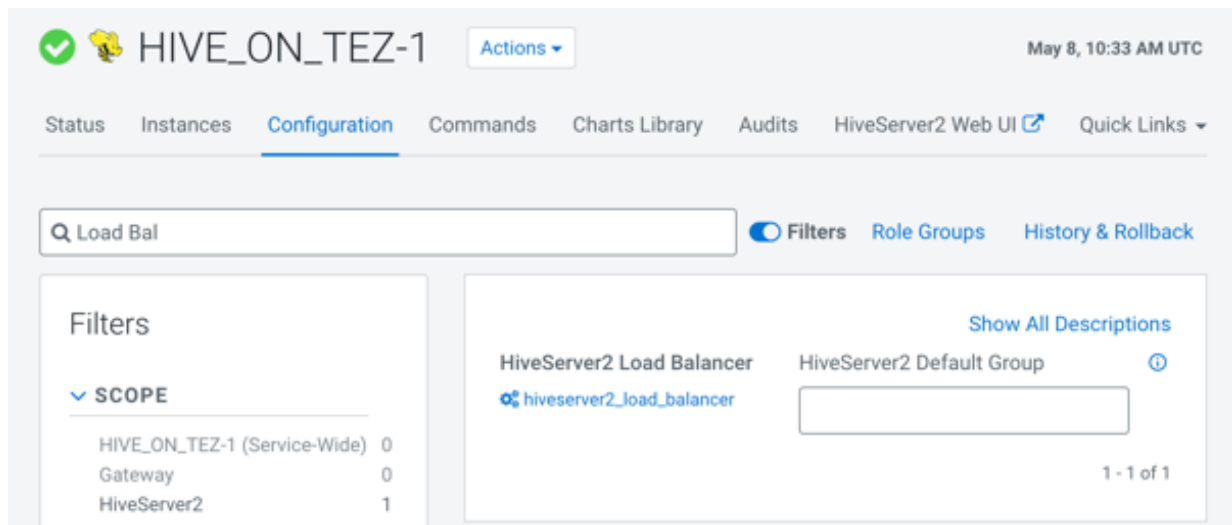 HIVE_ON_TEZ-1 Actions May 8, 10:33 AM UTC
Status Instances Configuration Commands Charts Library Audits HiveServer2 Web UI Quick Links
Load Bal Filters Role Groups History & Rollback
Filters
SCOPE
HIVE_ON_TEZ-1 (Service-Wide) 0
Gateway 0
HiveServer2 1
Show All Descriptions
HiveServer2 Load Balancer HiveServer2 Default Group
hiveserver2_load_balancer
1 - 1 of 1